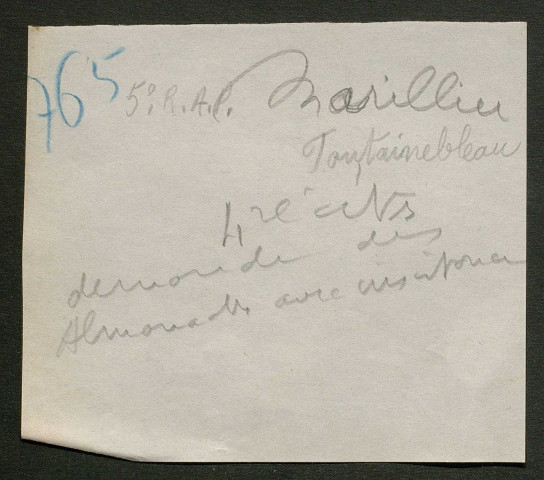 765 5e. R.A.P. Marillier
Fontainebleau
4 récits
demande des
Almanachs avec insistance